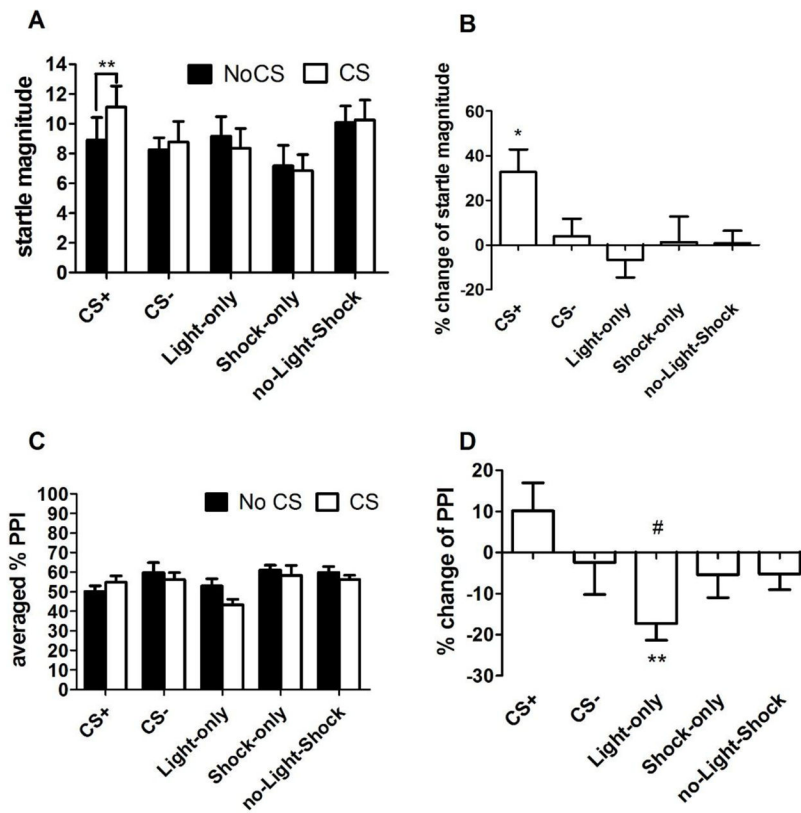 A
**
NoCS
CS
14
12
10
8
6
4
2
0
startle magnitude
CS+
CS-
Light-only
Shock-only
no-Light-Shock
B
60
40
20
0
-20
% change of startle magnitude
*
CS+
CS-
Light-only
Shock-only
no-Light-Shock
C
No CS
CS
100
90
80
70
60
50
40
30
20
10
0
averaged % PPI
CS+
CS-
Light-only
Shock-only
no-Light-Shock
D
20
10
0
-10
-20
-30
% change of PPI
#
**
CS+
CS-
Light-only
Shock-only
no-Light-Shock